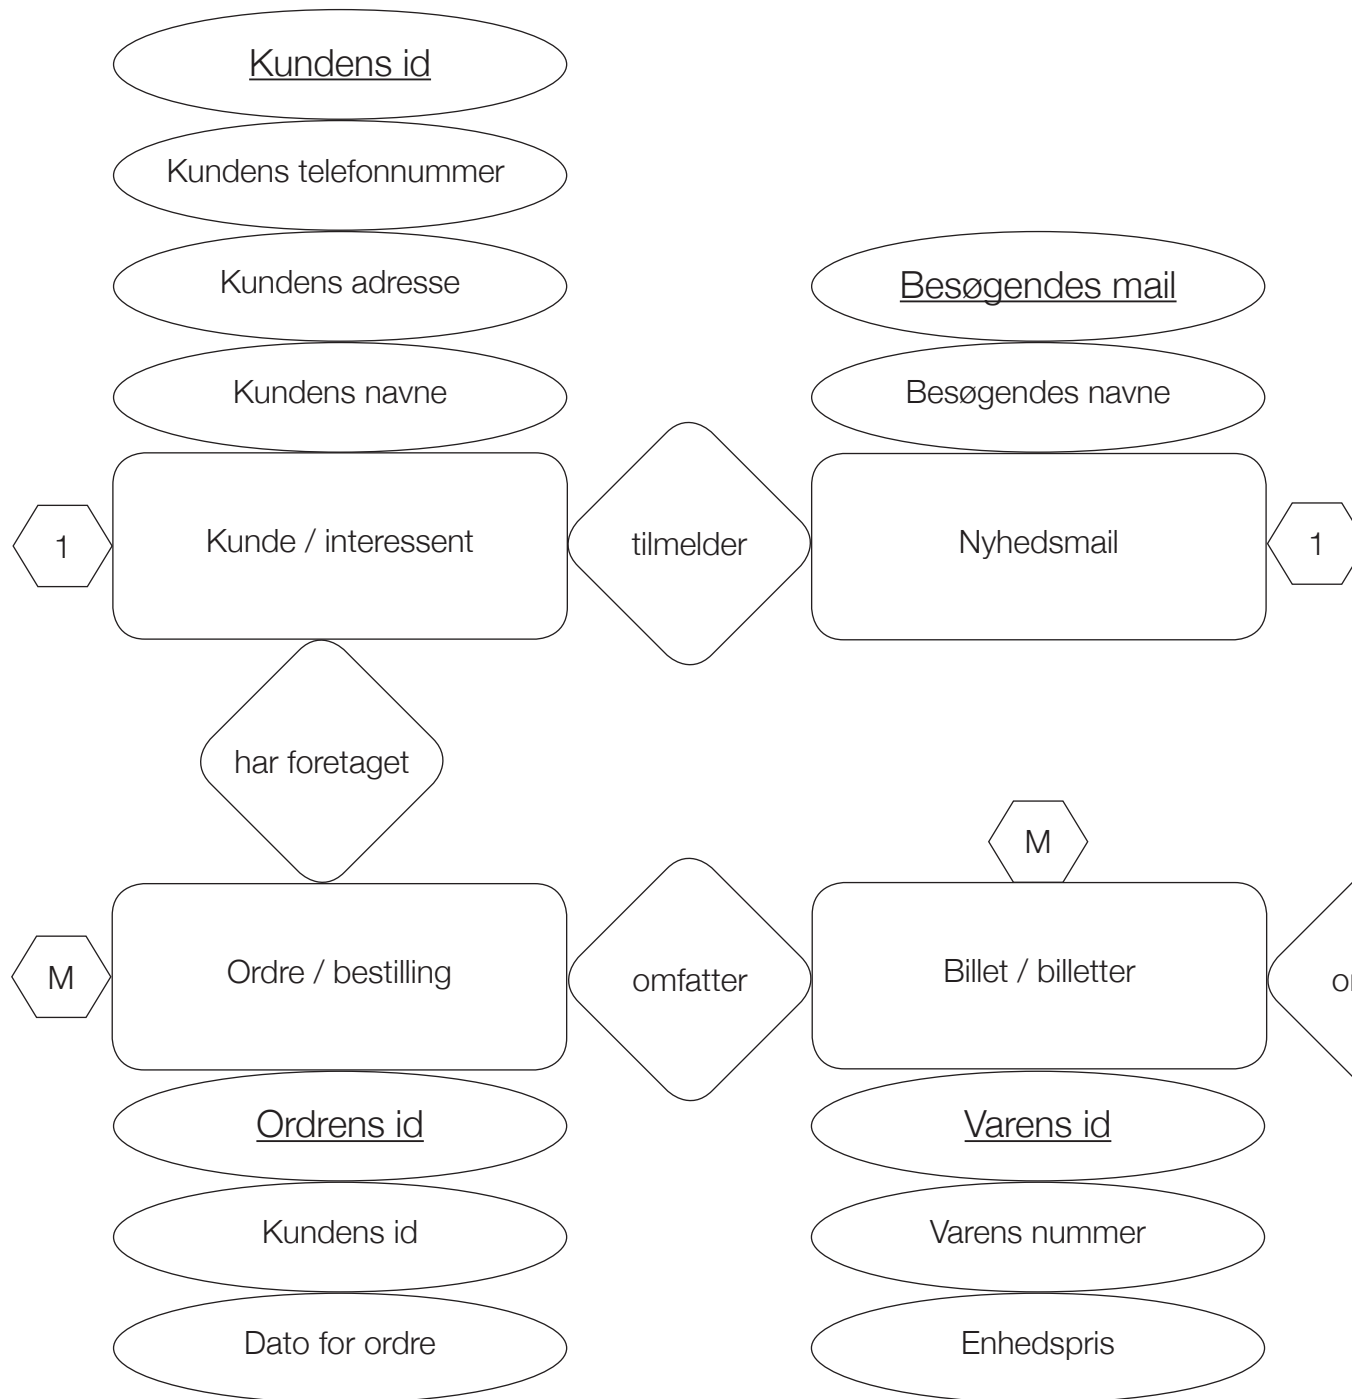 Kundens id
Kundens telefonnummer
Kundens adresse
Kundens navne
Besøgendes mail
Besøgendes navne
1
Kunde / interessent
tilmelder
Nyhedsmail
1
har foretaget
M
M
Ordre / bestilling
omfatter
Billet / billetter
Ordrens id
Kundens id
Dato for ordre
Varens id
Varens nummer
Enhedspris